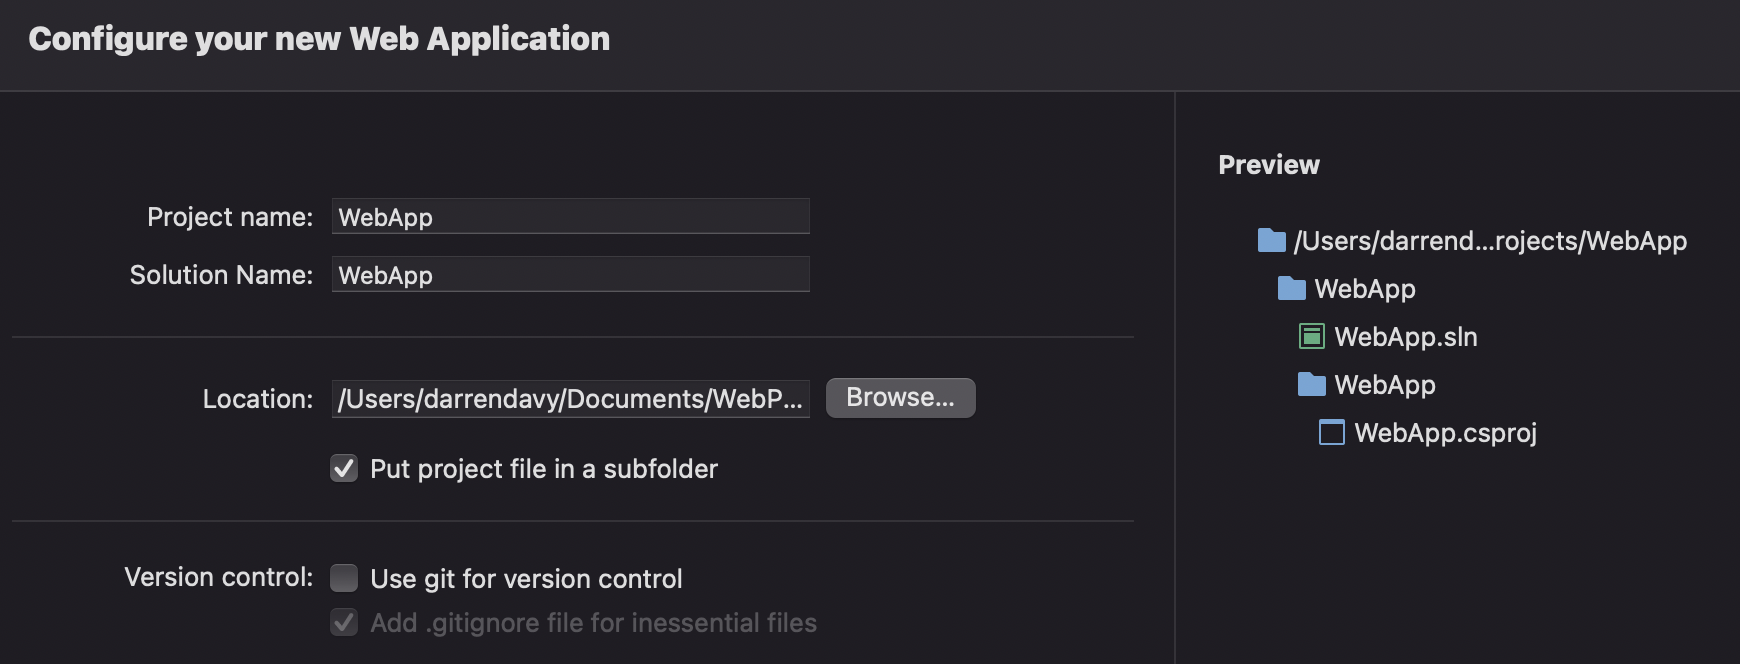 Configure your new Web Application
Project name: WebApp
Solution Name: WebApp
Location: /Users/darrendavy/Documents/WebP... Browse...
Put project file in a subfolder
Version control: Use git for version control
Add .gitignore file for inessential files
Preview
/Users/darrend...rojects/WebApp
WebApp
WebApp.sln
WebApp
WebApp.csproj